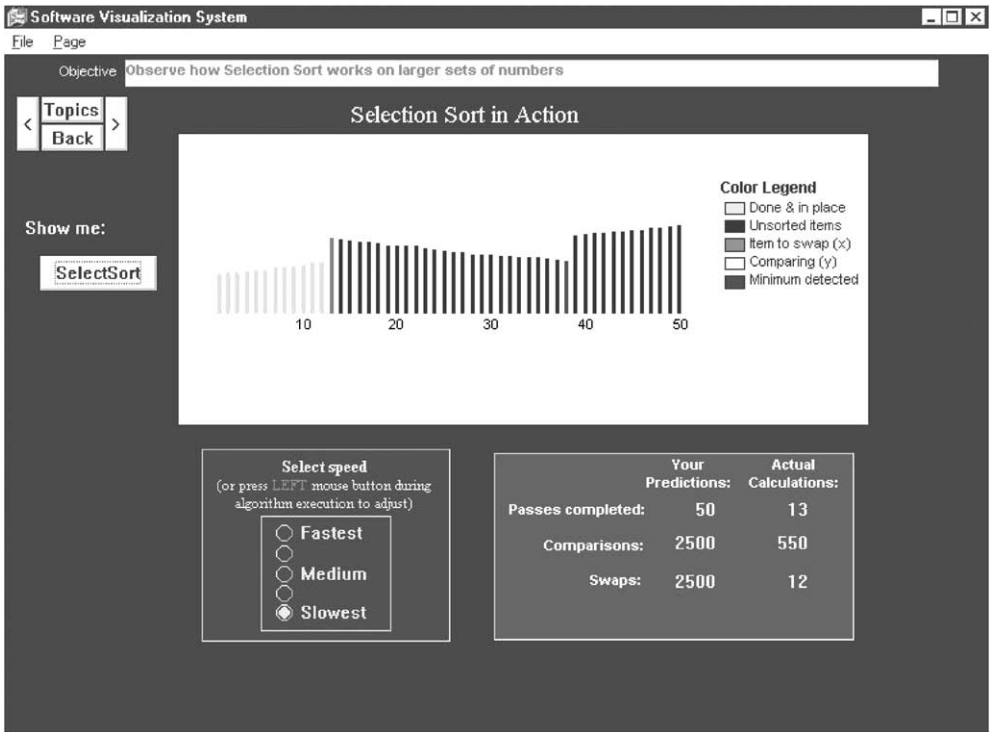 Software Visualization System
File Page
Objective Observe how Selection Sort works on larger sets of numbers
< Topics >
Back
Selection Sort in Action
Color Legend
Done & in place
Unsorted items
Item to swap (x)
Comparing (y)
Minimum detected
Show me:
SelectSort
10 20 30 40 50
Select speed
(or press LEFT mouse button during
algorithm execution to adjust)
Fastest
Medium
Slowest
Your Actual
Predictions: Calculations:
Passes completed: 50 13
Comparisons: 2500 550
Swaps: 2500 12